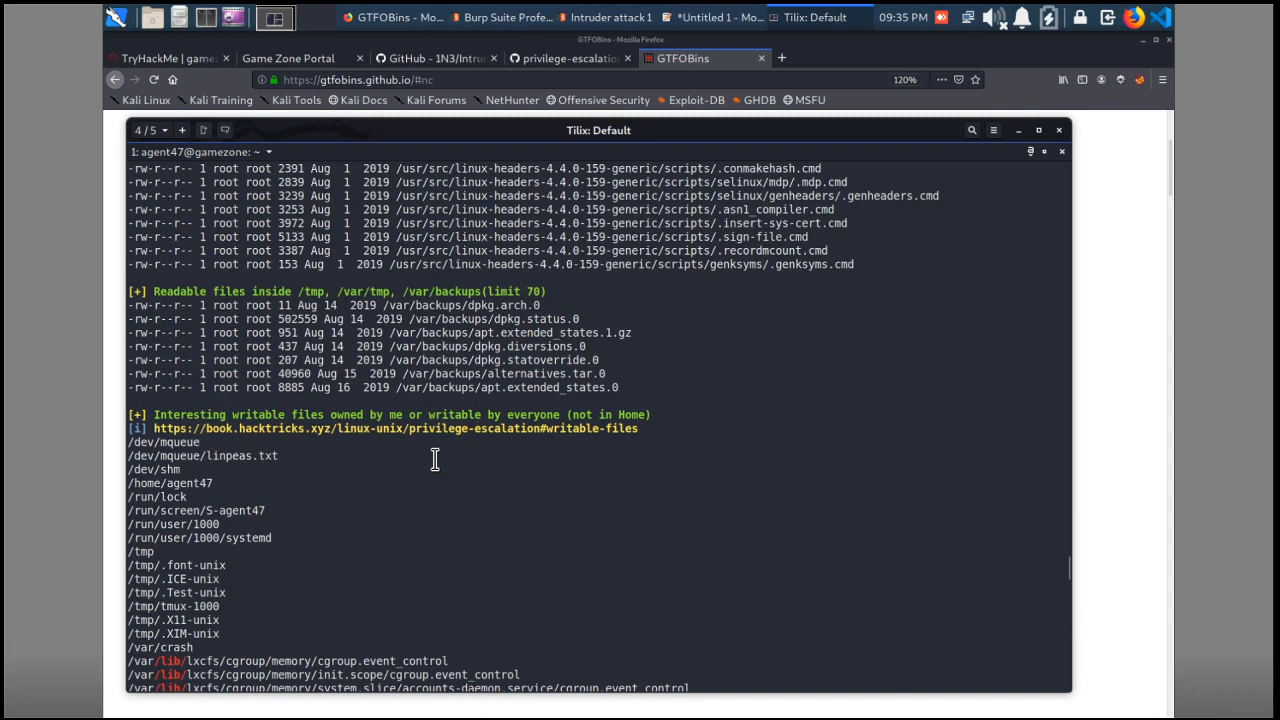 GTFOBins - Mo...
Burp Suite Profe...
Intruder attack 1
*Untitled 1 - Mo...
Tilix: Default
09:35 PM
GTFOBins - Mozilla Firefox
TryHackMe | game
Game Zone Portal
GitHub - 1N3/Intruc
privilege-escalatio
GTFOBins
https://gtfobins.github.io/#nc
120%
Kali Linux
Kali Training
Kali Tools
Kali Docs
Kali Forums
NetHunter
Offensive Security
Exploit-DB
GHDB
MSFU
4 / 5
Tilix: Default
1: agent47@gamezone: ~
-rw-r--r-- 1 root root 2391 Aug  1  2019 /usr/src/linux-headers-4.4.0-159-generic/scripts/.conmakehash.cmd
-rw-r--r-- 1 root root 2839 Aug  1  2019 /usr/src/linux-headers-4.4.0-159-generic/scripts/selinux/mdp/.mdp.cmd
-rw-r--r-- 1 root root 3239 Aug  1  2019 /usr/src/linux-headers-4.4.0-159-generic/scripts/selinux/genheaders/.genheaders.cmd
-rw-r--r-- 1 root root 3253 Aug  1  2019 /usr/src/linux-headers-4.4.0-159-generic/scripts/.asn1_compiler.cmd
-rw-r--r-- 1 root root 3972 Aug  1  2019 /usr/src/linux-headers-4.4.0-159-generic/scripts/.insert-sys-cert.cmd
-rw-r--r-- 1 root root 5133 Aug  1  2019 /usr/src/linux-headers-4.4.0-159-generic/scripts/.sign-file.cmd
-rw-r--r-- 1 root root 3387 Aug  1  2019 /usr/src/linux-headers-4.4.0-159-generic/scripts/.recordmcount.cmd
-rw-r--r-- 1 root root 153 Aug  1  2019 /usr/src/linux-headers-4.4.0-159-generic/scripts/genksyms/.genksyms.cmd
[+] Readable files inside /tmp, /var/tmp, /var/backups(limit 70)
-rw-r--r-- 1 root root 11 Aug 14  2019 /var/backups/dpkg.arch.0
-rw-r--r-- 1 root root 502559 Aug 14  2019 /var/backups/dpkg.status.0
-rw-r--r-- 1 root root 951 Aug 14  2019 /var/backups/apt.extended_states.1.gz
-rw-r--r-- 1 root root 437 Aug 14  2019 /var/backups/dpkg.diversions.0
-rw-r--r-- 1 root root 207 Aug 14  2019 /var/backups/dpkg.statoverride.0
-rw-r--r-- 1 root root 40960 Aug 15  2019 /var/backups/alternatives.tar.0
-rw-r--r-- 1 root root 8885 Aug 16  2019 /var/backups/apt.extended_states.0
[+] Interesting writable files owned by me or writable by everyone (not in Home)
[i] https://book.hacktricks.xyz/linux-unix/privilege-escalation#writable-files
/dev/mqueue
/dev/mqueue/linpeas.txt
/dev/shm
/home/agent47
/run/lock
/run/screen/S-agent47
/run/user/1000
/run/user/1000/systemd
/tmp
/tmp/.font-unix
/tmp/.ICE-unix
/tmp/.Test-unix
/tmp/tmux-1000
/tmp/.X11-unix
/tmp/.XIM-unix
/var/crash
/var/lib/lxcfs/cgroup/memory/cgroup.event_control
/var/lib/lxcfs/cgroup/memory/init.scope/cgroup.event_control
/var/lib/lxcfs/cgroup/memory/system.slice/accounts-daemon.service/cgroup.event_control